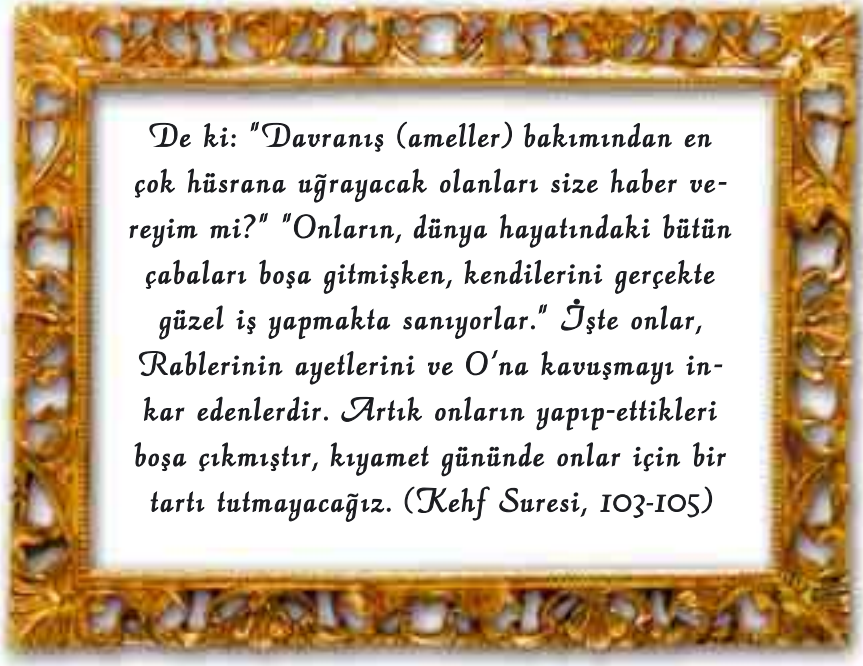 De ki: "Davranış (ameller) bakımından en
çok hüsrana uğrayacak olanları size haber ve-
reyim mi?" "Onların, dünya hayatındaki bütün
çabaları boşa gitmişken, kendilerini gerçekte
güzel iş yapmakta sanıyorlar." İşte onlar,
Rablerinin ayetlerini ve O'na kavuşmayı in-
kar edenlerdir. Artık onların yapıp-ettikleri
boşa çıkmıştır, kıyamet gününde onlar için bir
tartı tutmayacağız. (Kehf Suresi, 103-105)